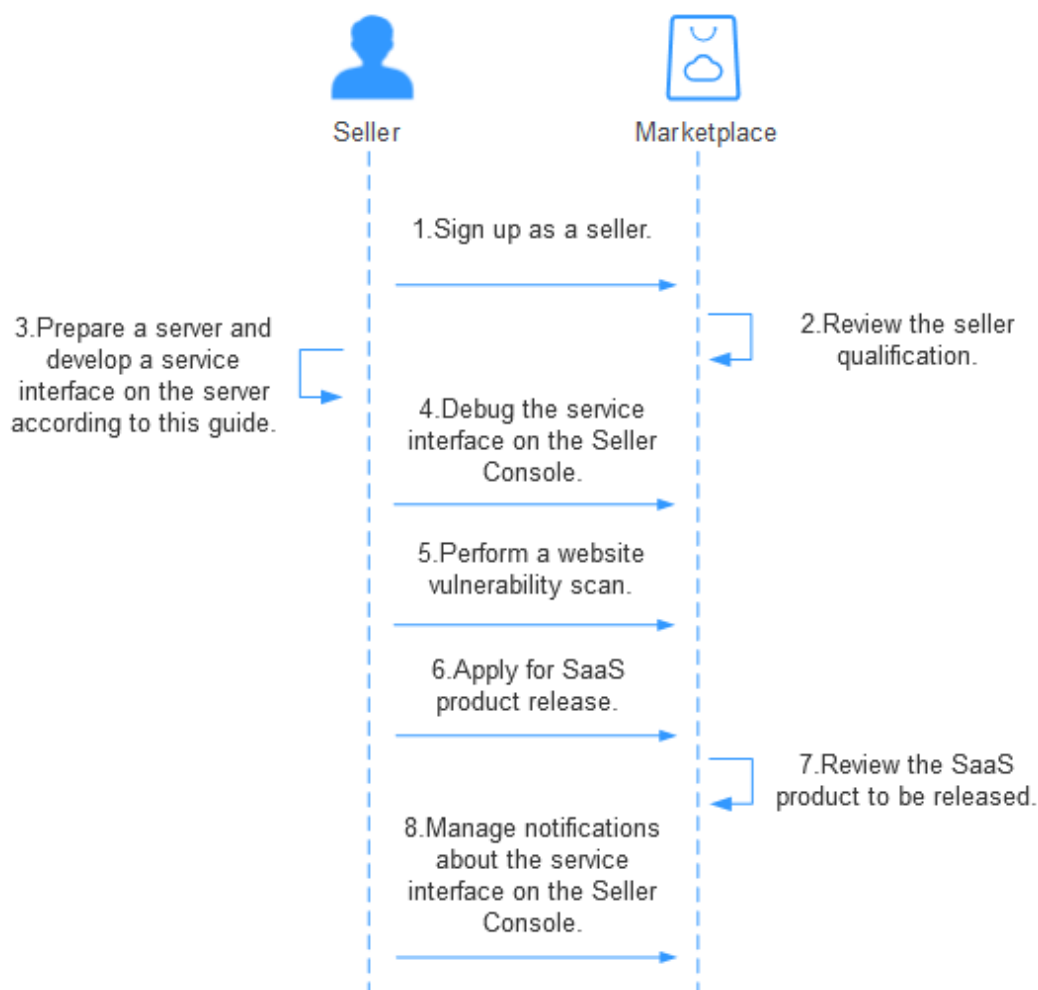 Seller
Marketplace
1.Sign up as a seller.
2.Review the seller
qualification.
3.Prepare a server and
develop a service
interface on the server
according to this guide.
4.Debug the service
interface on the Seller
Console.
5.Perform a website
vulnerability scan.
6.Apply for SaaS
product release.
7.Review the SaaS
product to be released.
8.Manage notifications
about the service
interface on the Seller
Console.